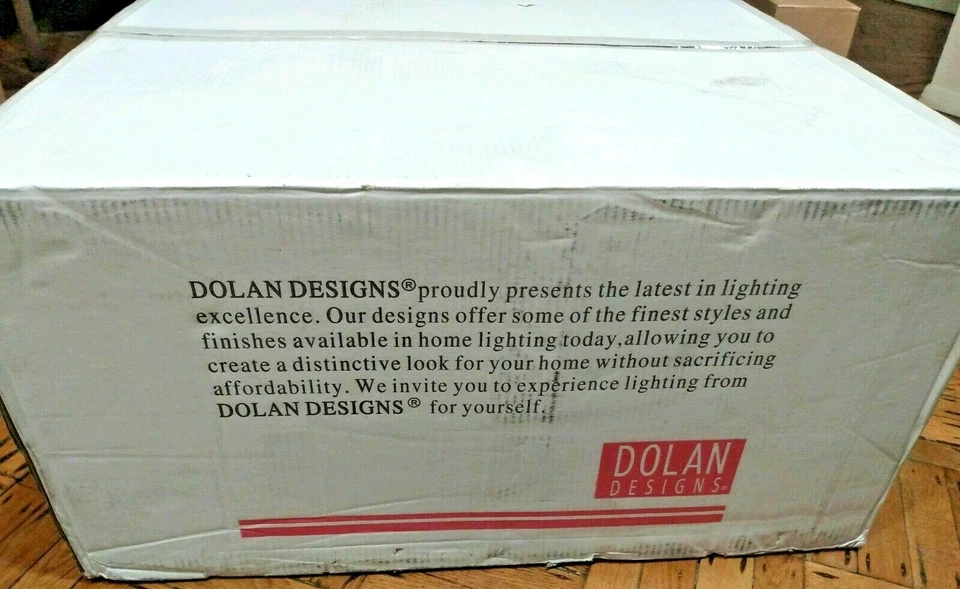 DOLAN DESIGNS® proudly presents the latest in lighting
excellence. Our designs offer some of the finest styles and
finishes available in home lighting today, allowing you to
create a distinctive look for your home without sacrificing
affordability. We invite you to experience lighting from
DOLAN DESIGNS® for yourself.
DOLAN
DESIGNS®